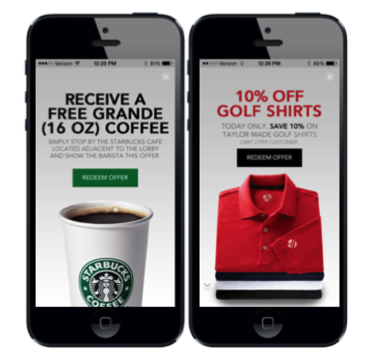 Verizon 12:25 PM 81%
RECEIVE A
FREE GRANDE
(16 OZ) COFFEE
SIMPLY STOP BY THE STARBUCKS CAFE
LOCATED ADJACENT TO THE LOBBY
AND SHOW THE BARISTA THIS OFFER.
REDEEM OFFER
STARBUCKS
COFFEE
Verizon 12:26 PM 80%
10% OFF
GOLF SHIRTS
TODAY ONLY, SAVE 10% ON
TAYLOR MADE GOLF SHIRTS.
LIMIT 2 PER CUSTOMER
REDEEM OFFER